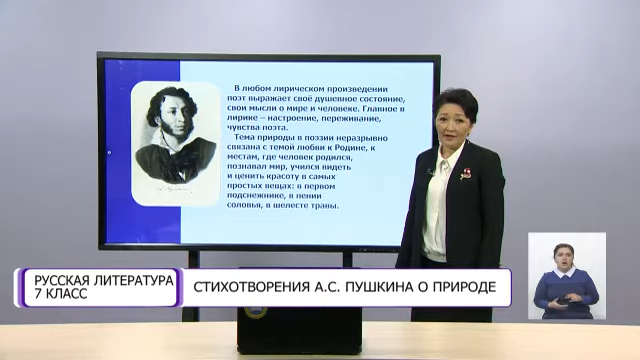 В любом лирическом произведении
поэт выражает своё душевное состояние,
свои мысли о мире и человеке. Главное в
лирике – настроение, переживание,
чувства поэта.
Тема природы в поэзии неразрывно
связана с темой любви к Родине, к
местам, где человек родился,
познавал мир, учился видеть
и ценить красоту в самых
простых вещах: в первом
подснежнике, в пении
соловья, в шелесте травы.
РУССКАЯ ЛИТЕРАТУРА
7 КЛАСС
СТИХОТВОРЕНИЯ А.С. ПУШКИНА О ПРИРОДЕ